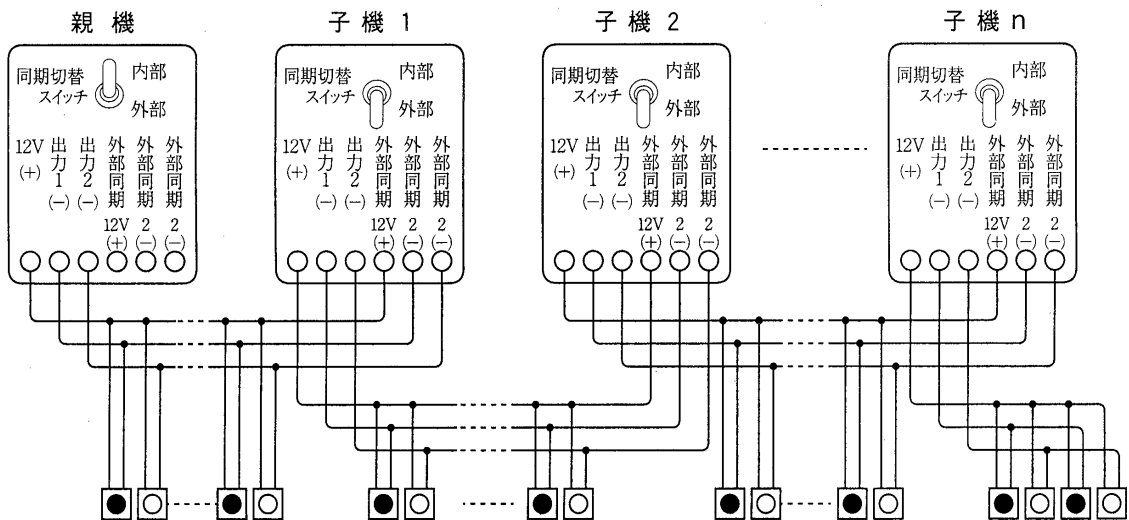 親機
子機1
子機2
子機n
同期切替
スイッチ
内部
外部
12V
(+)
出力1
(−)
出力2
(−)
外部同期
12V
(+)
外部同期
2
(−)
外部同期
2
(−)
同期切替
スイッチ
内部
外部
12V
(+)
出力1
(−)
出力2
(−)
外部同期
12V
(+)
外部同期
2
(−)
外部同期
2
(−)
同期切替
スイッチ
内部
外部
12V
(+)
出力1
(−)
出力2
(−)
外部同期
12V
(+)
外部同期
2
(−)
外部同期
2
(−)
同期切替
スイッチ
内部
外部
12V
(+)
出力1
(−)
出力2
(−)
外部同期
12V
(+)
外部同期
2
(−)
外部同期
2
(−)